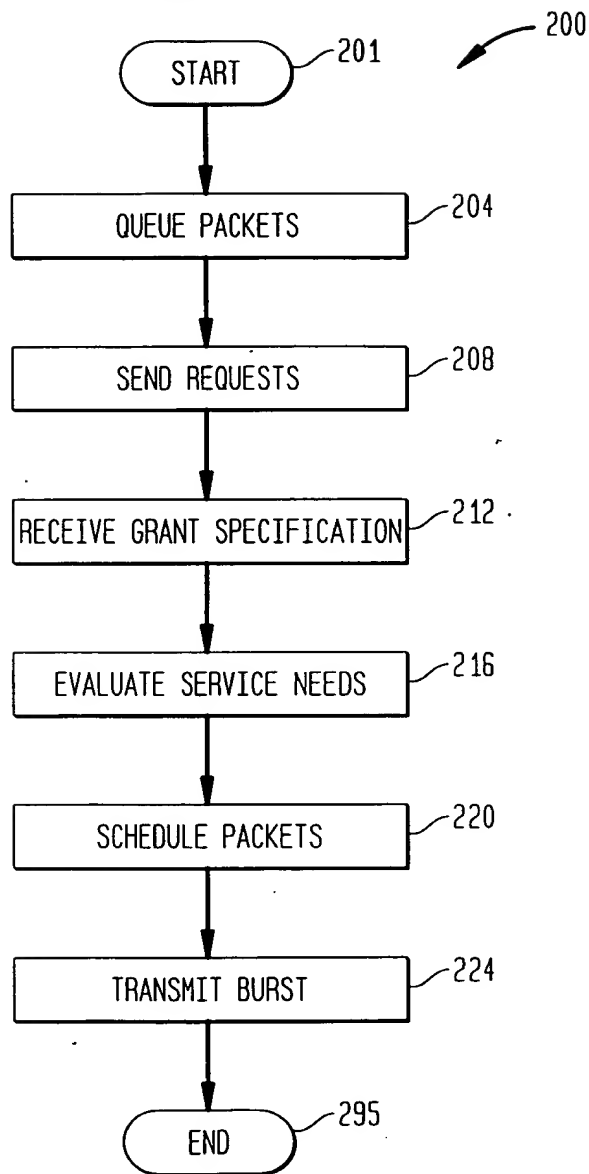 200
START 201
QUEUE PACKETS 204
SEND REQUESTS 208
RECEIVE GRANT SPECIFICATION 212
EVALUATE SERVICE NEEDS 216
SCHEDULE PACKETS 220
TRANSMIT BURST 224
END 295